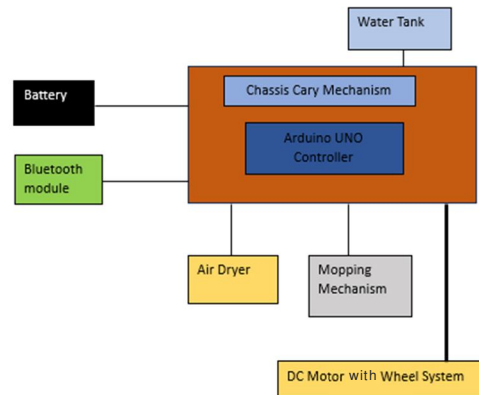 Water Tank
Battery
Chassis Cary Mechanism
Arduino UNO
Controller
Bluetooth
module
Air Dryer
Mopping
Mechanism
DC Motor with Wheel System